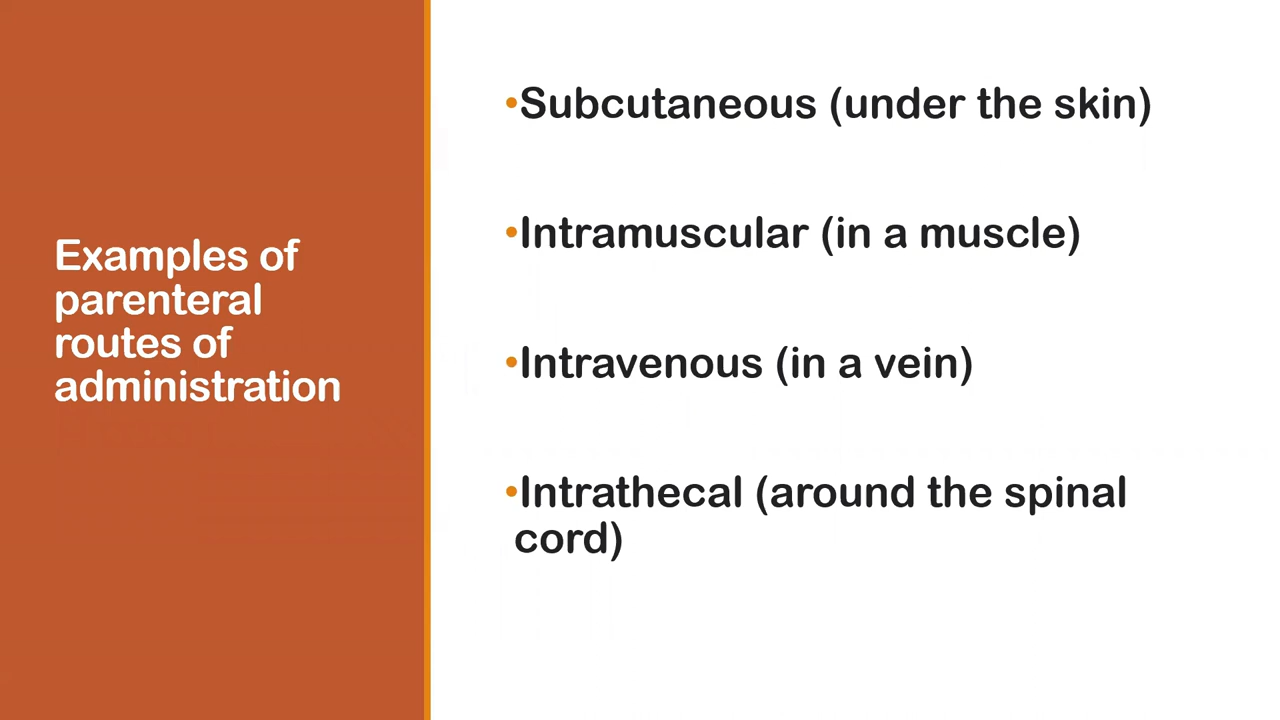 Examples of
parenteral
routes of
administration
•Subcutaneous (under the skin)
•Intramuscular (in a muscle)
•Intravenous (in a vein)
•Intrathecal (around the spinal
cord)